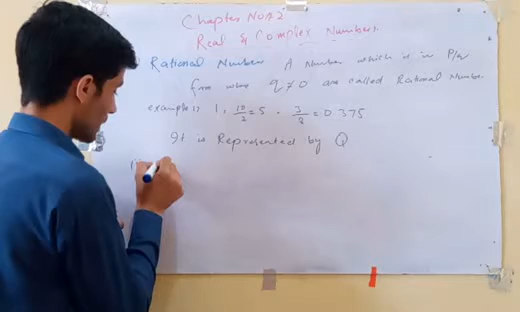 Chapter No#2
Real & Complex Numbers.
Rational Number A Number which is in P/q
form where q≠0 are called Rational Number
examples 1, 10/2=5 . 3/8=0.375
It is Represented by Q